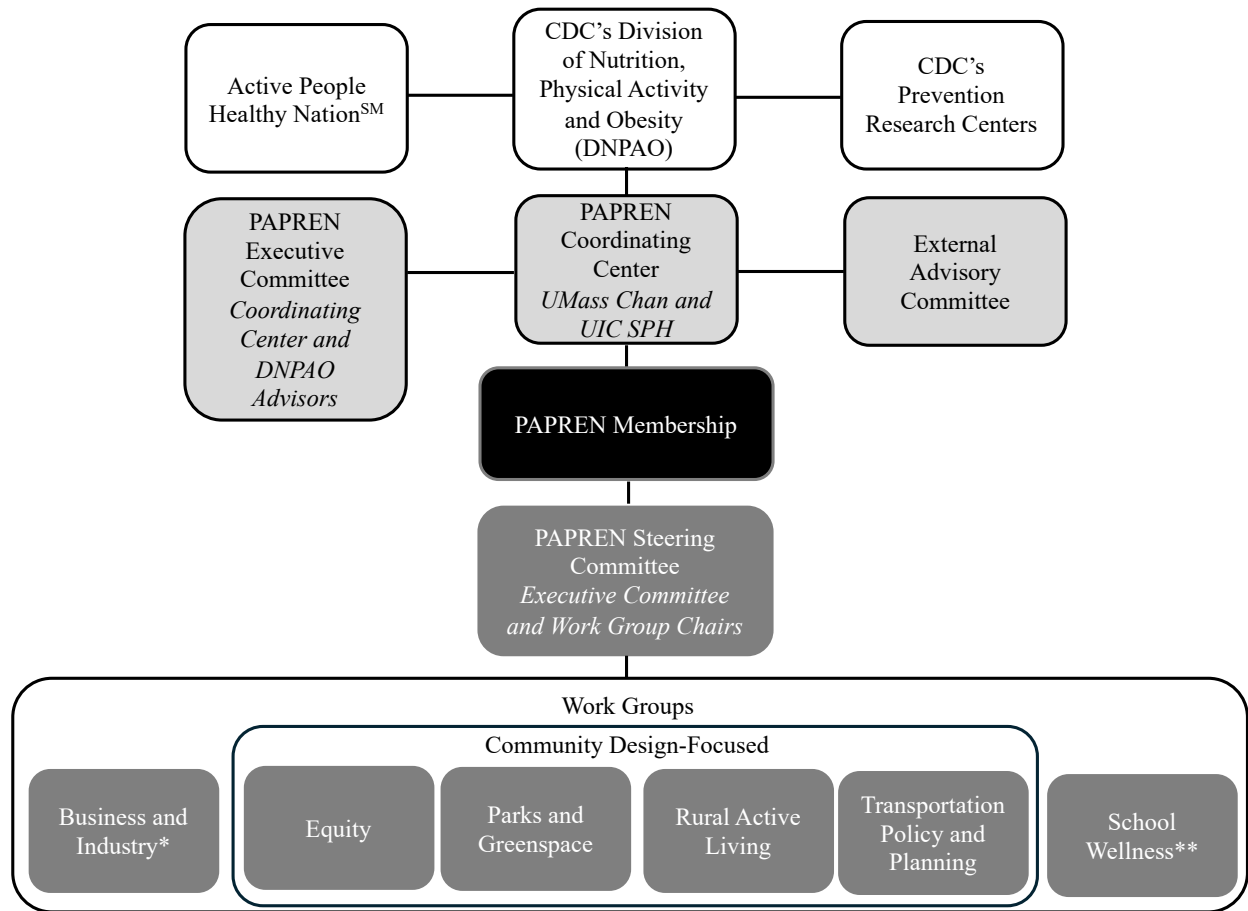 Active People
Healthy Nation^SM
CDC's Division
of Nutrition,
Physical Activity
and Obesity
(DNPAO)
CDC's
Prevention
Research Centers
PAPREN
Executive
Committee
Coordinating
Center and
DNPAO
Advisors
PAPREN
Coordinating
Center
UMass Chan and
UIC SPH
External
Advisory
Committee
PAPREN Membership
PAPREN Steering
Committee
Executive Committee
and Work Group Chairs
Work Groups
Community Design-Focused
Business and
Industry*
Equity
Parks and
Greenspace
Rural Active
Living
Transportation
Policy and
Planning
School
Wellness**